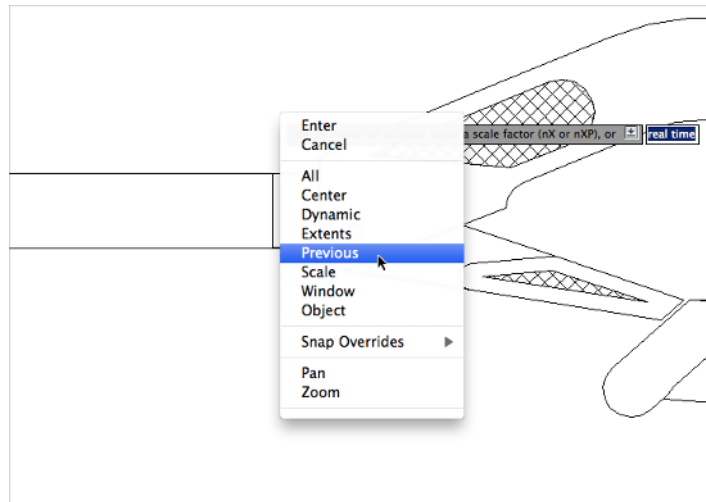 Enter
a scale factor (nX or nXP), or
real time
Cancel
All
Center
Dynamic
Extents
Previous
Scale
Window
Object
Snap Overrides
Pan
Zoom